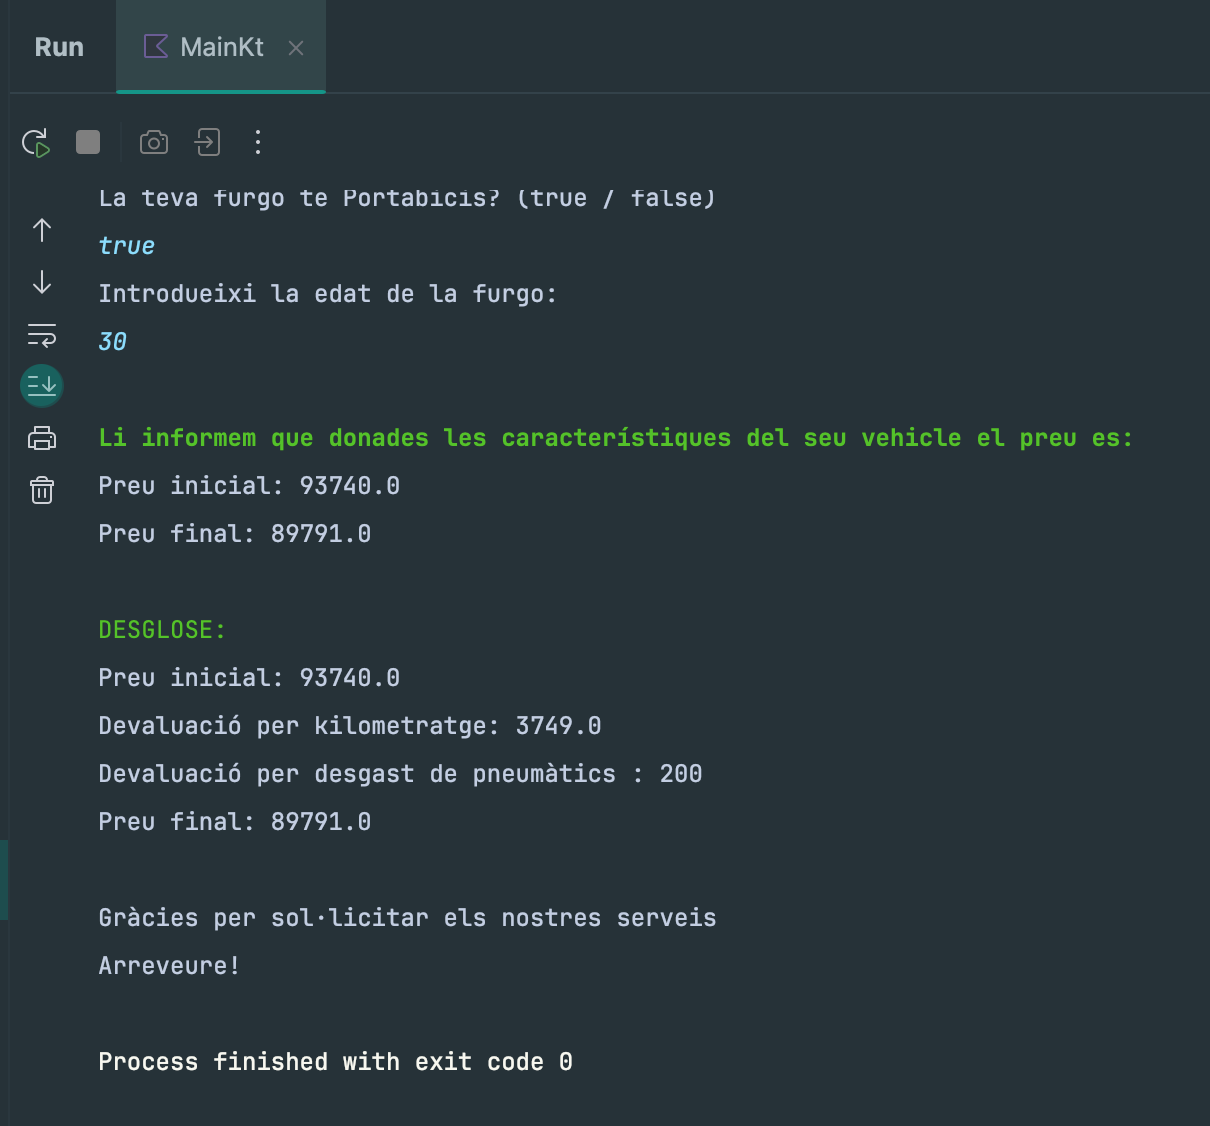 Run MainKt
La teva furgo te Portabicis? (true / false)
true
Introdueixi la edat de la furgo:
30
Li informem que donades les característiques del seu vehicle el preu es:
Preu inicial: 93740.0
Preu final: 89791.0
DESGLOSE:
Preu inicial: 93740.0
Devaluació per kilometratge: 3749.0
Devaluació per desgast de pneumàtics : 200
Preu final: 89791.0
Gràcies per sol·licitar els nostres serveis
Arreveure!
Process finished with exit code 0